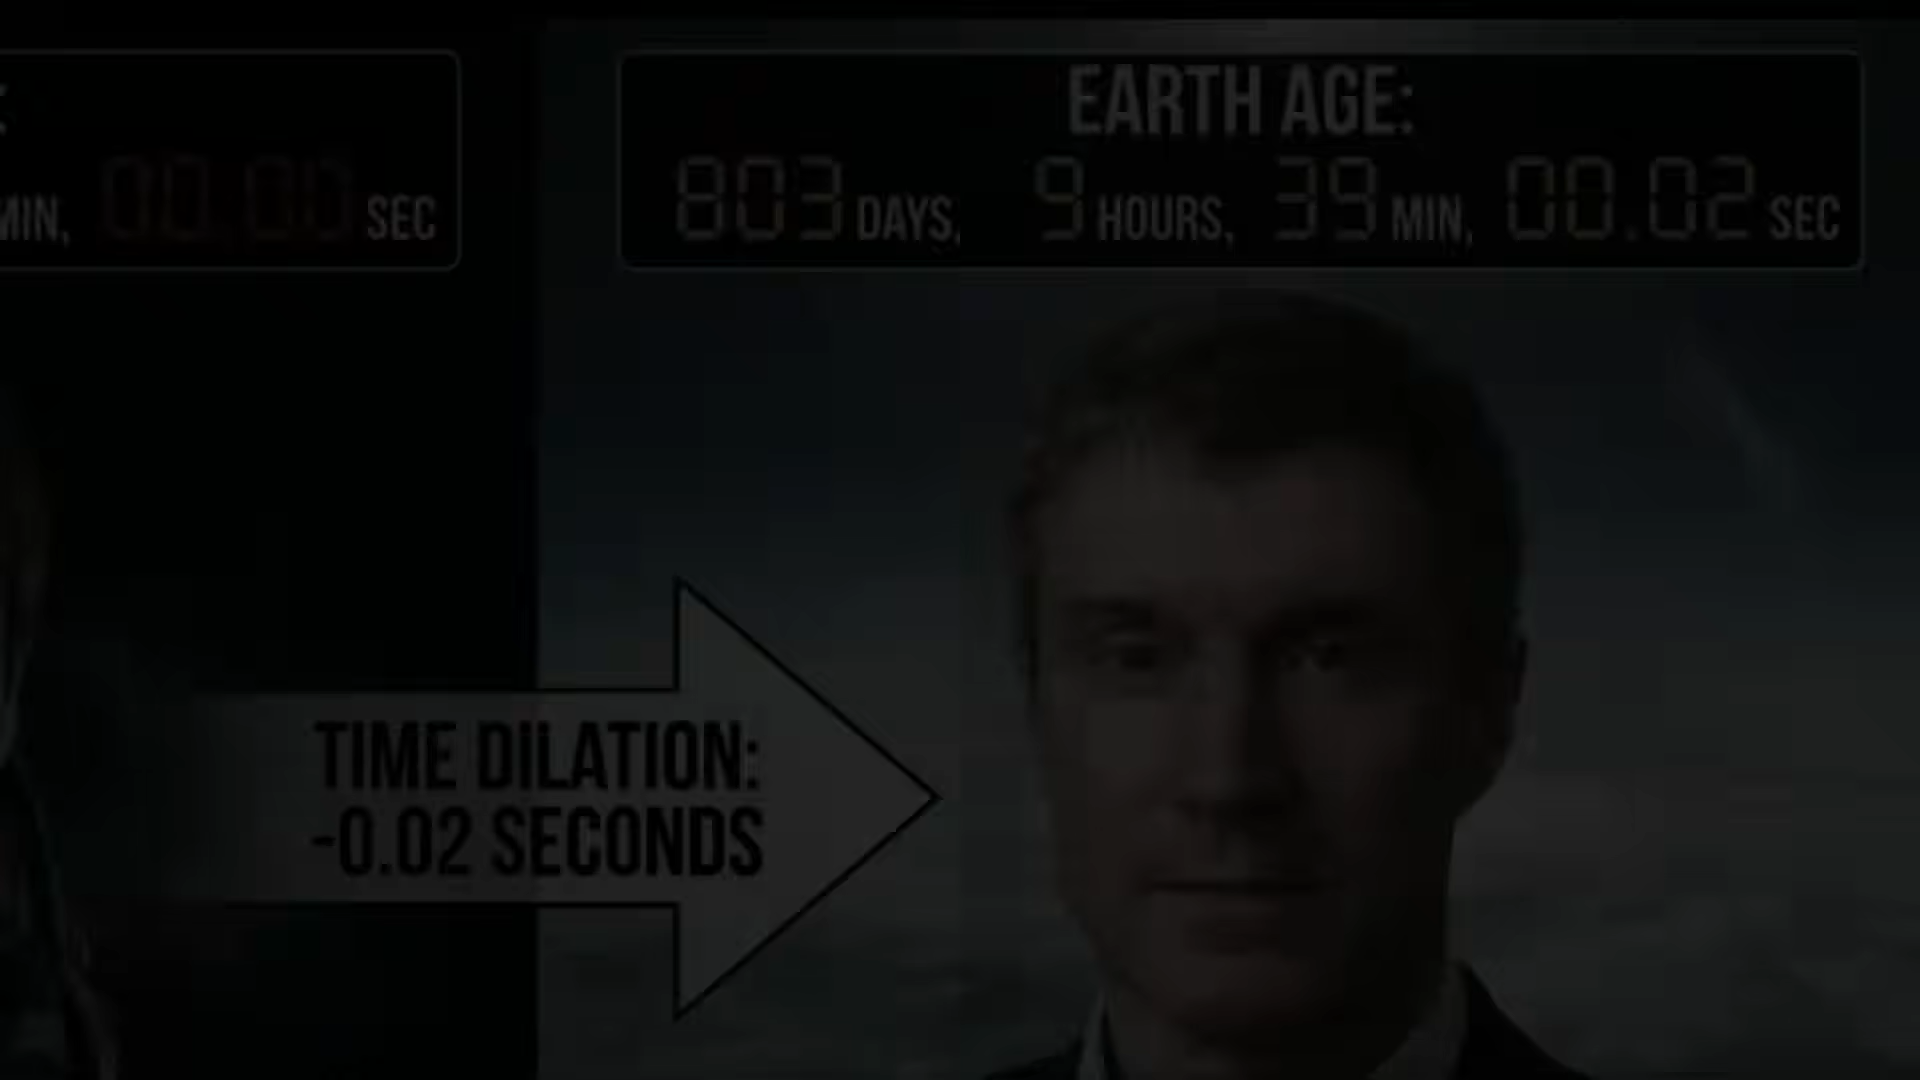 :
MIN, 00.00 SEC
EARTH AGE:
803 DAYS, 9 HOURS, 39 MIN, 00.02 SEC
TIME DILATION:
-0.02 SECONDS